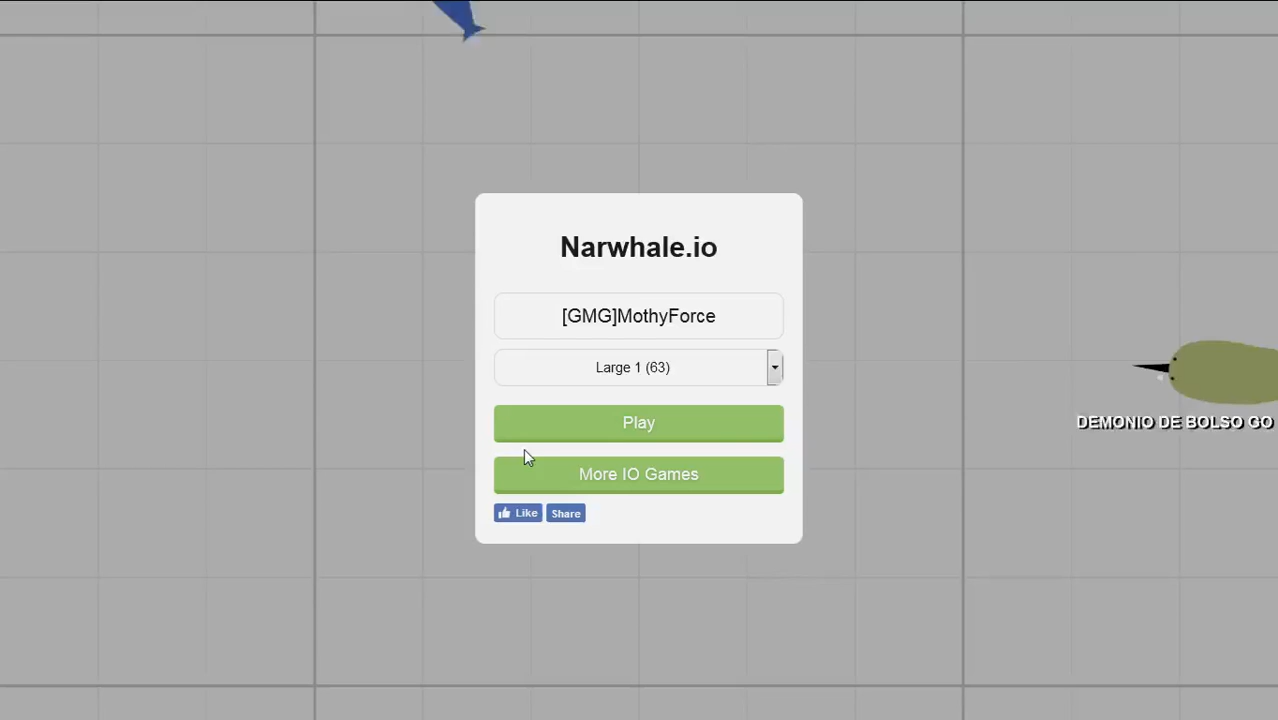 Narwhale.io
[GMG]MothyForce
Large 1 (63)
Play
DEMONIO DE BOLSO GO
More IO Games
Like
Share